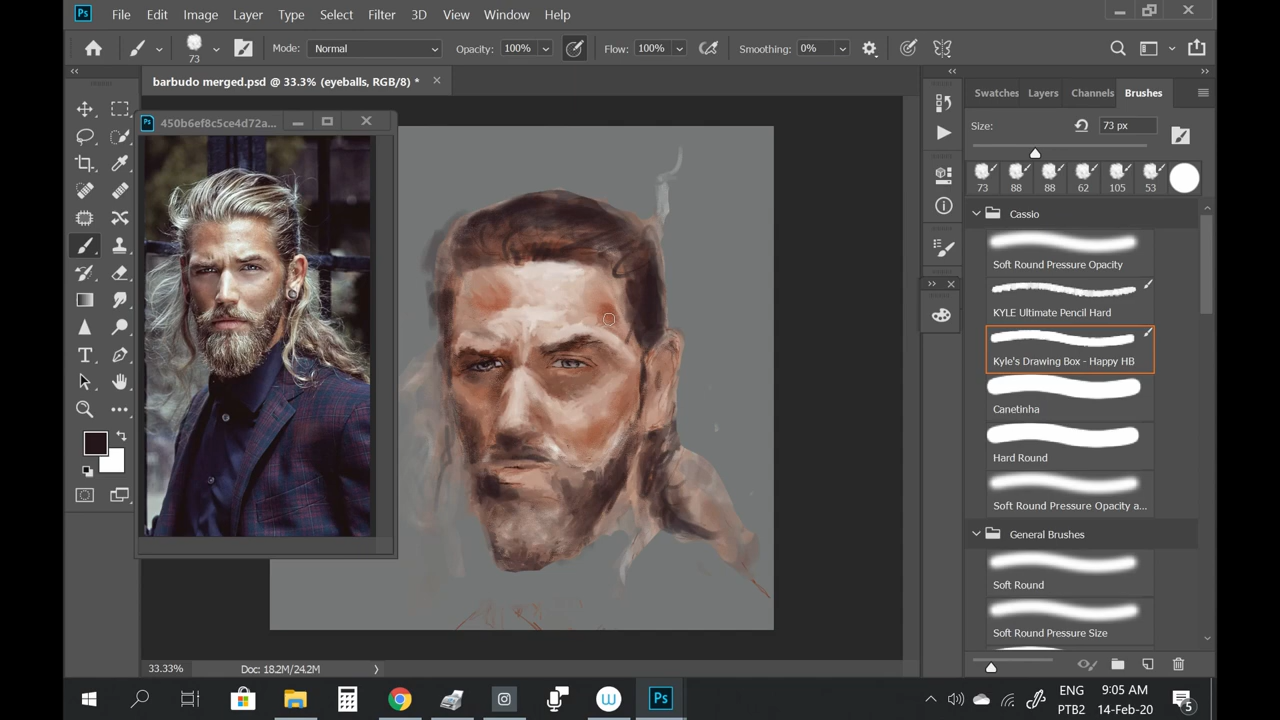 Ps File Edit Image Layer Type Select Filter 3D View Window Help
73 Mode: Normal Opacity: 100% Flow: 100% Smoothing: 0%
barbudo merged.psd @ 33.3% (eyeballs, RGB/8) * ×
Swatches Layers Channels Brushes
Ps 450b6ef8c5ce4d72a...
Size: 73 px
73 88 88 62 105 53
Cassio
Soft Round Pressure Opacity
KYLE Ultimate Pencil Hard
Kyle's Drawing Box - Happy HB
Canetinha
Hard Round
Soft Round Pressure Opacity a...
General Brushes
Soft Round
Soft Round Pressure Size
33.33% Doc: 18.2M/24.2M
Ps
ENG 9:05 AM
PTB2 14-Feb-20 5